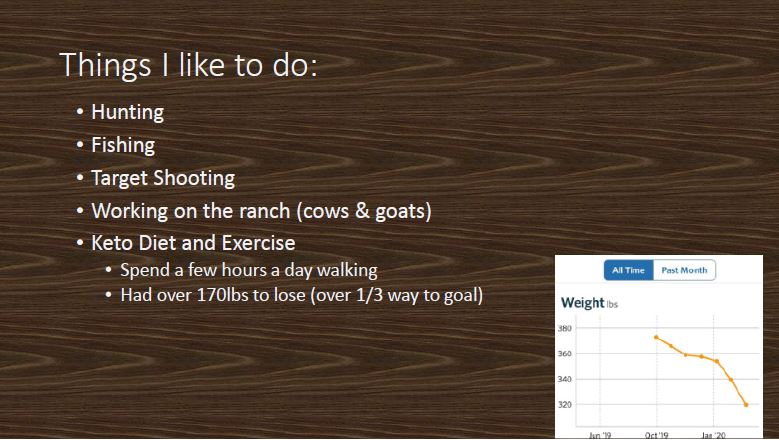 Things I like to do:
• Hunting
• Fishing
• Target Shooting
• Working on the ranch (cows & goats)
• Keto Diet and Exercise
• Spend a few hours a day walking
• Had over 170lbs to lose (over 1/3 way to goal)
All Time Past Month
Weight lbs
380
360
340
320
Jun '19 Oct '19 Jan '20